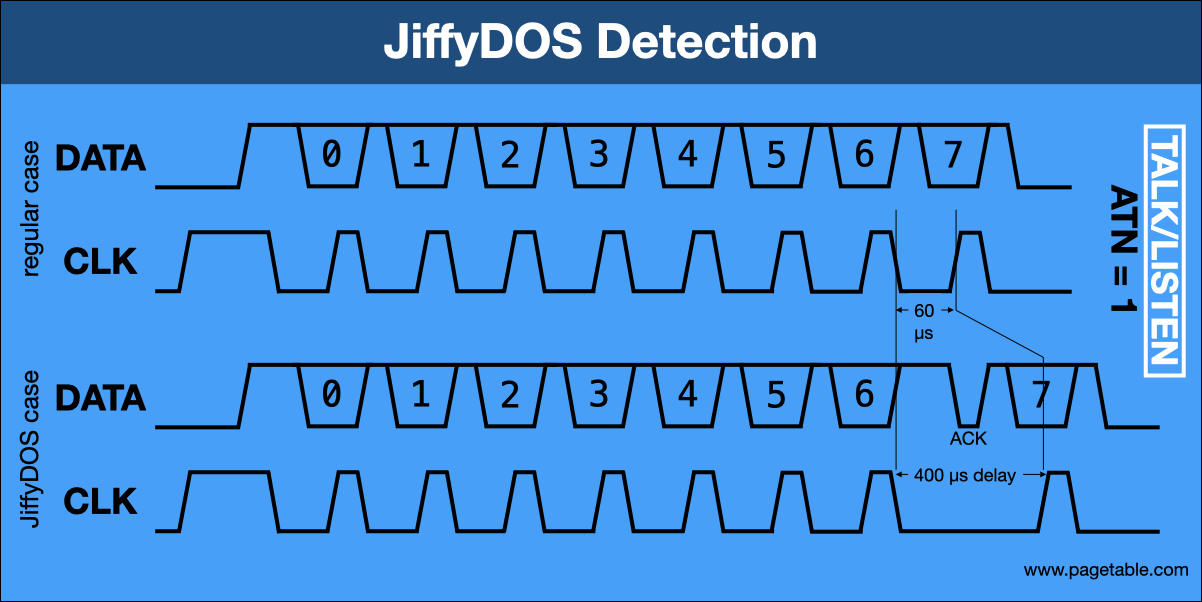 JiffyDOS Detection
regular case
DATA
0 1 2 3 4 5 6 7
CLK
60
µs
JiffyDOS case
DATA
0 1 2 3 4 5 6 7
ACK
400 µs delay
CLK
TALK/LISTEN
ATN = 1
www.pagetable.com